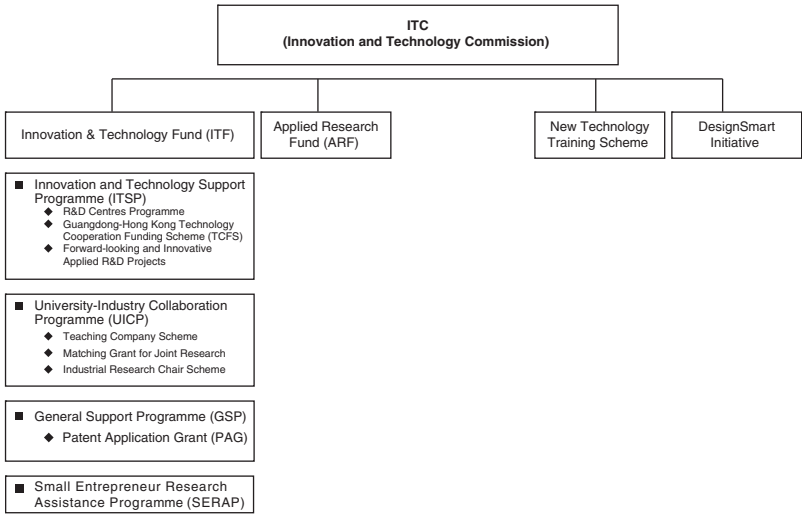 ITC
(Innovation and Technology Commission)
Innovation & Technology Fund (ITF)
Applied Research
Fund (ARF)
New Technology
Training Scheme
DesignSmart
Initiative
■ Innovation and Technology Support
Programme (ITSP)
◆ R&D Centres Programme
◆ Guangdong-Hong Kong Technology
Cooperation Funding Scheme (TCFS)
◆ Forward-looking and Innovative
Applied R&D Projects
■ University-Industry Collaboration
Programme (UICP)
◆ Teaching Company Scheme
◆ Matching Grant for Joint Research
◆ Industrial Research Chair Scheme
■ General Support Programme (GSP)
◆ Patent Application Grant (PAG)
■ Small Entrepreneur Research
Assistance Programme (SERAP)